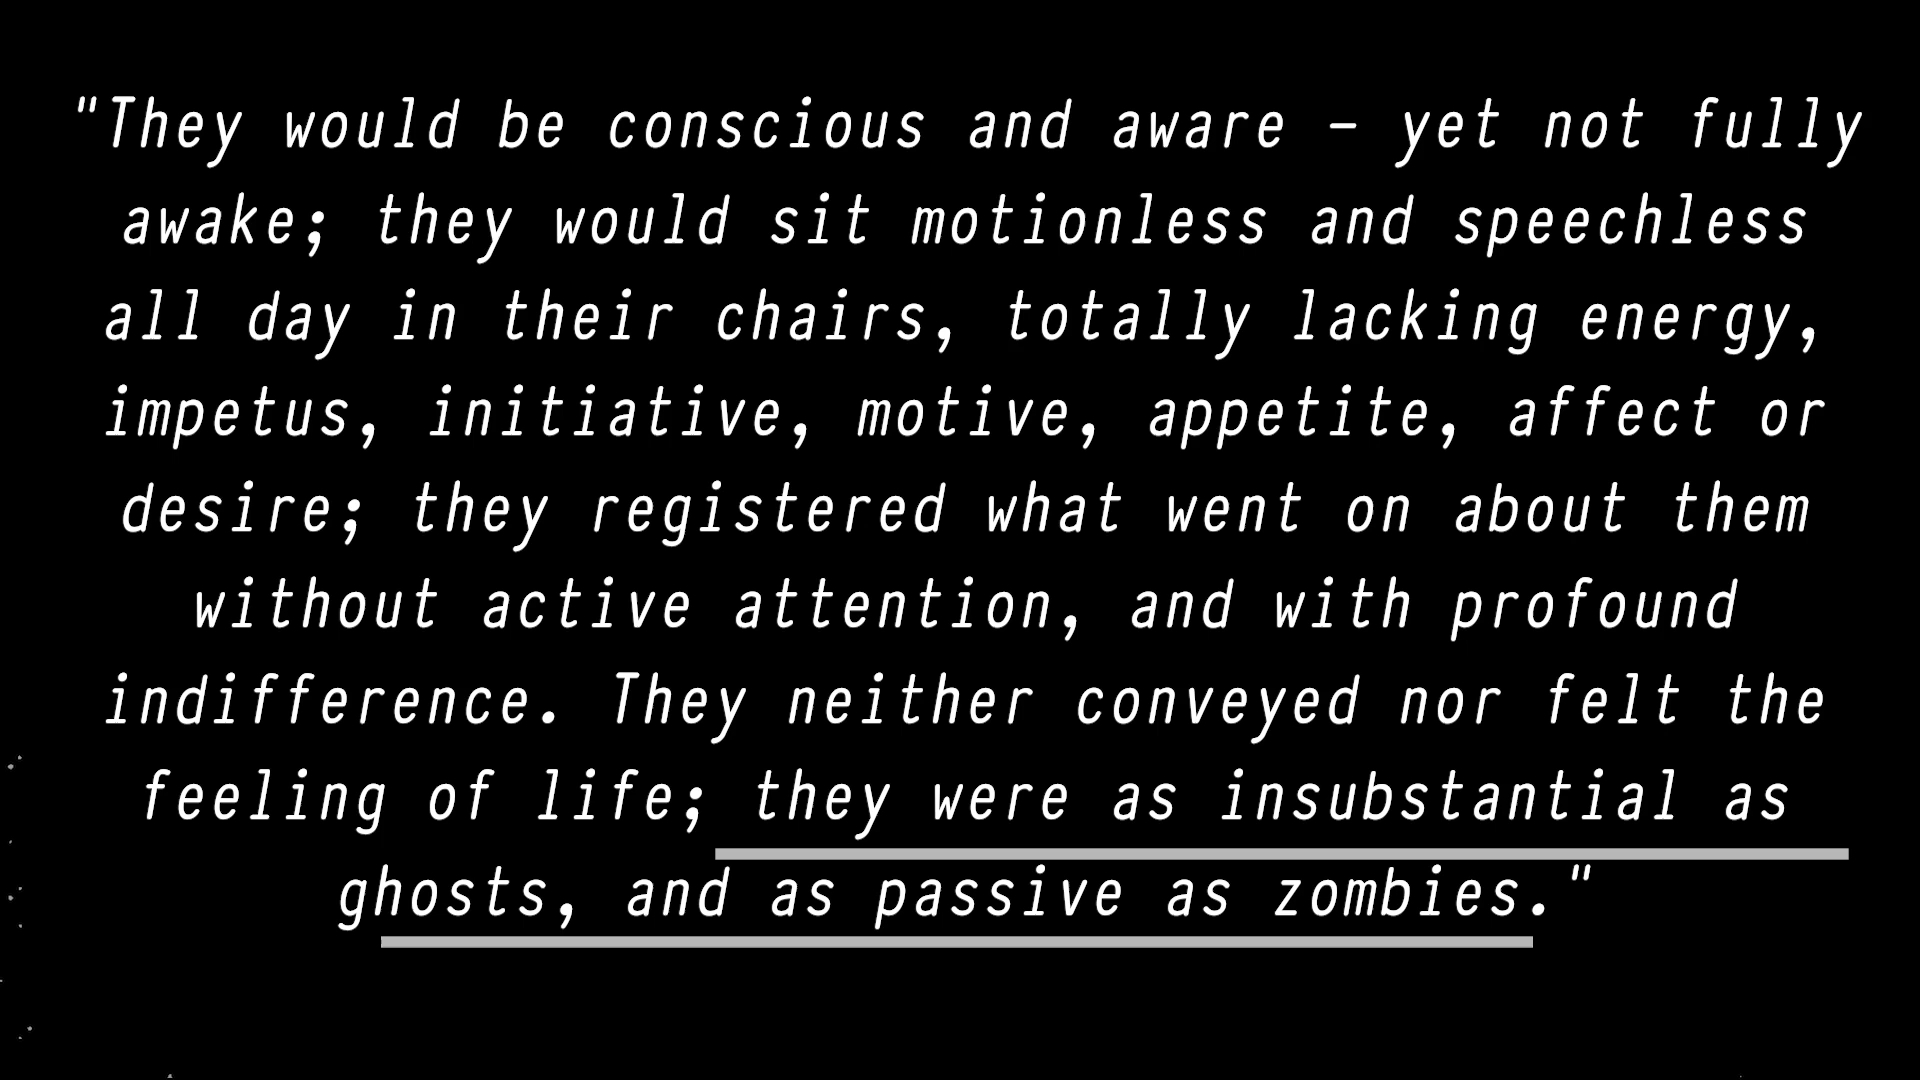 "They would be conscious and aware – yet not fully
awake; they would sit motionless and speechless
all day in their chairs, totally lacking energy,
impetus, initiative, motive, appetite, affect or
desire; they registered what went on about them
without active attention, and with profound
indifference. They neither conveyed nor felt the
feeling of life; they were as insubstantial as
ghosts, and as passive as zombies."